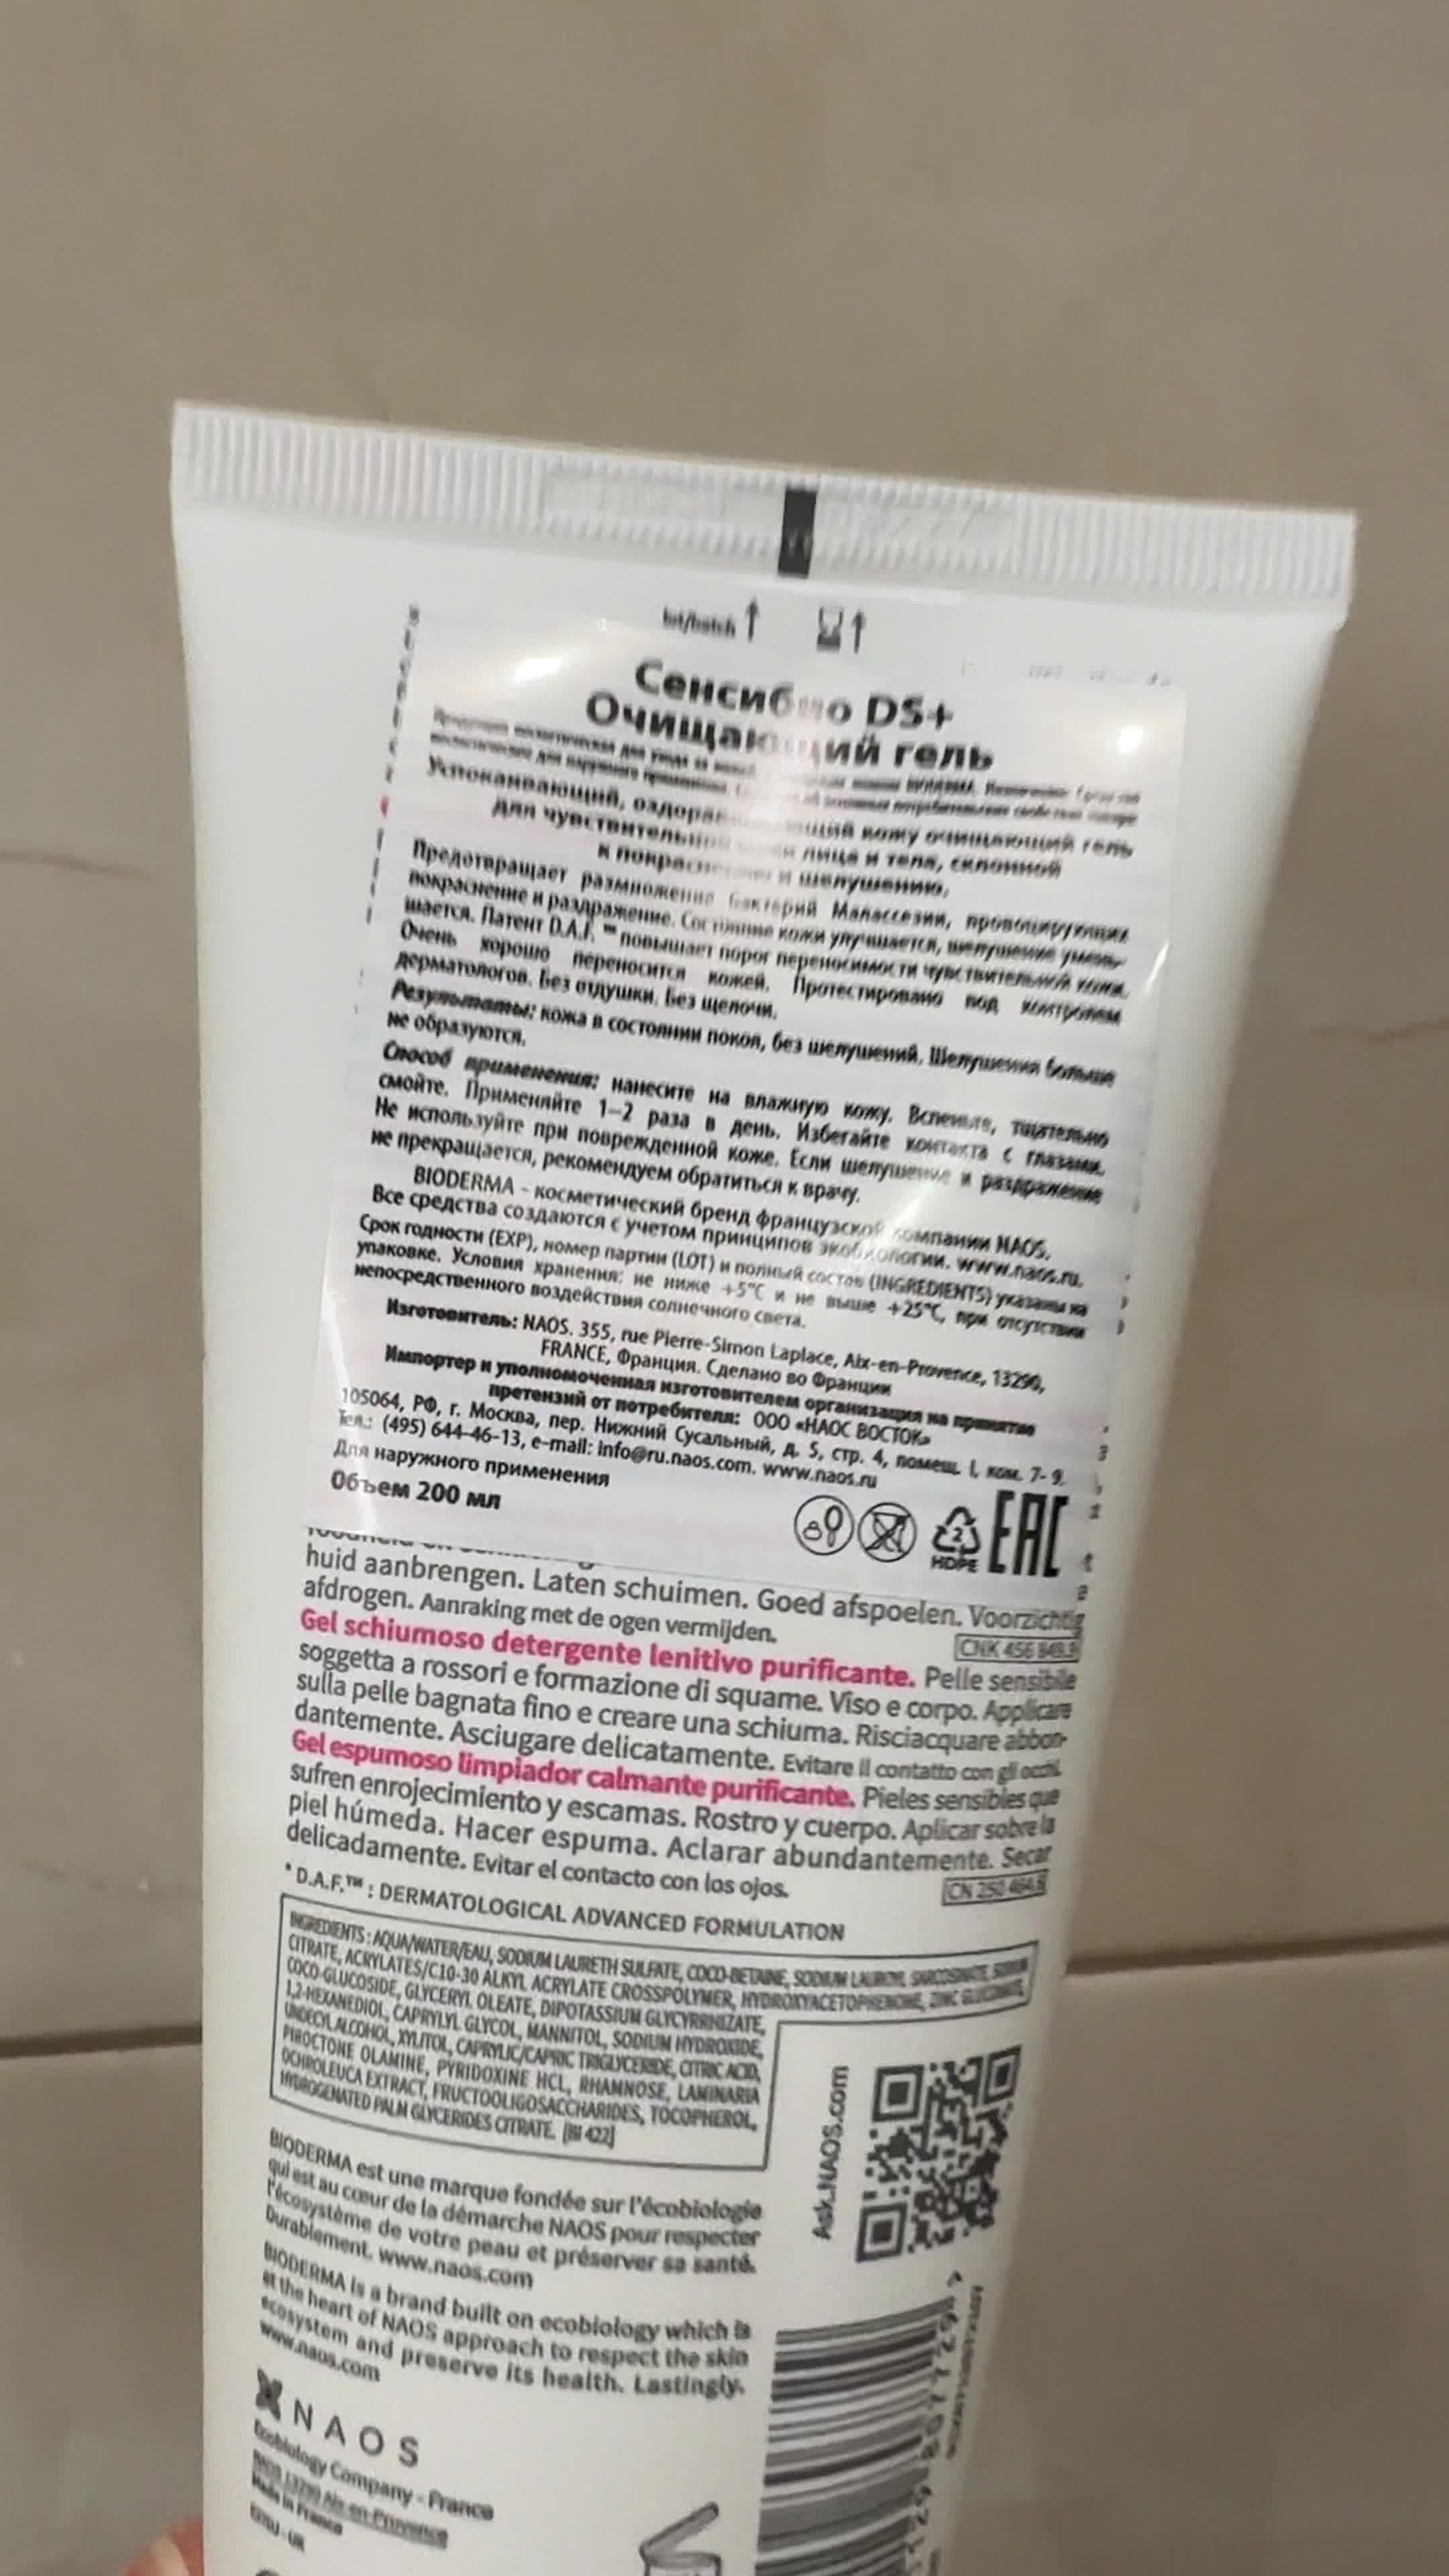 lot/batch
Сенсибио DS+
Очищающий гель
Успокаивающий, кожу очищающий гель
для чувствительной лица и тела, склонной
к и шелушению.
Предотвращает размножение бактерий Малассезии, провоцирующих
покраснение и раздражение. Состояние кожи улучшается, шелушение умень-
шается. Патент D.A.F.™ повышает порог переносимости чувствительной кожи.
Очень хорошо переносится кожей. Протестировано под контролем
дерматологов. Без отдушки. Без щелочи.
Результаты: кожа в состоянии покоя, без шелушений. Шелушения больше
не образуются.
Способ применения: нанесите на влажную кожу. Вспеньте, тщательно
смойте. Применяйте 1-2 раза в день. Избегайте контакта с глазами.
Не используйте при поврежденной коже. Если шелушение и раздражение
не прекращается, рекомендуем обратиться к врачу.
BIODERMA - косметический бренд французской компании NAOS.
Все средства создаются с учетом принципов экобиологии. www.naos.ru.
Срок годности (EXP), номер партии (LOT) и полный состав (INGREDIENTS) указаны на
упаковке. Условия хранения: не ниже +5°C и не выше +25°C, при отсутствии
непосредственного воздействия солнечного света.
Изготовитель: NAOS. 355, rue Pierre-Simon Laplace, Aix-en-Provence, 13290,
FRANCE, Франция. Сделано во Франции
Импортер и уполномоченная изготовителем организация на принятие
претензий от потребителя: ООО «НАОС ВОСТОК»
105064, РФ, г. Москва, пер. Нижний Сусальный, д. 5, стр. 4, помещ. I, ком. 7-9.
Тел.: (495) 644-46-13, e-mail: info@ru.naos.com. www.naos.ru
Для наружного применения
Объем 200 мл
2
HDPE
EAC
huid aanbrengen. Laten schuimen. Goed afspoelen. Voorzichtig
afdrogen. Aanraking met de ogen vermijden.
CNK 456
Gel schiumoso detergente lenitivo purificante. Pelle sensibile
soggetta a rossori e formazione di squame. Viso e corpo. Applicare
sulla pelle bagnata fino e creare una schiuma. Risciacquare abbon-
dantemente. Asciugare delicatamente. Evitare il contatto con gli occhi.
Gel espumoso limpiador calmante purificante. Pieles sensibles que
sufren enrojecimiento y escamas. Rostro y cuerpo. Aplicar sobre la
piel húmeda. Hacer espuma. Aclarar abundantemente. Secar
delicadamente. Evitar el contacto con los ojos.
CN 250
* D.A.F.™ : DERMATOLOGICAL ADVANCED FORMULATION
INGREDIENTS : AQUA/WATER/EAU, SODIUM LAURETH SULFATE, COCO-BETAINE, SODIUM LAUROYL SARCOSINATE, SODIUM
CITRATE, ACRYLATES/C10-30 ALKYL ACRYLATE CROSSPOLYMER, HYDROXYACETOPHENONE, ZINC GLUCONATE,
COCO-GLUCOSIDE, GLYCERYL OLEATE, DIPOTASSIUM GLYCYRRHIZATE,
1,2-HEXANEDIOL, CAPRYLYL GLYCOL, MANNITOL, SODIUM HYDROXIDE,
UNDECYL ALCOHOL, XYLITOL, CAPRYLIC/CAPRIC TRIGLYCERIDE, CITRIC ACID,
PIROCTONE OLAMINE, PYRIDOXINE HCL, RHAMNOSE, LAMINARIA
OCHROLEUCA EXTRACT, FRUCTOOLIGOSACCHARIDES, TOCOPHEROL,
HYDROGENATED PALM GLYCERIDES CITRATE. [BI 422]
Ask.NAOS.com
BIODERMA est une marque fondée sur l'écobiologie
qui est au cœur de la démarche NAOS pour respecter
l'écosystème de votre peau et préserver sa santé.
Durablement. www.naos.com
BIODERMA is a brand built on ecobiology which is
at the heart of NAOS approach to respect the skin
ecosystem and preserve its health. Lastingly.
www.naos.com
NAOS
Ecobiology Company - France
NAOS 13290 Aix-en-Provence
Made in France